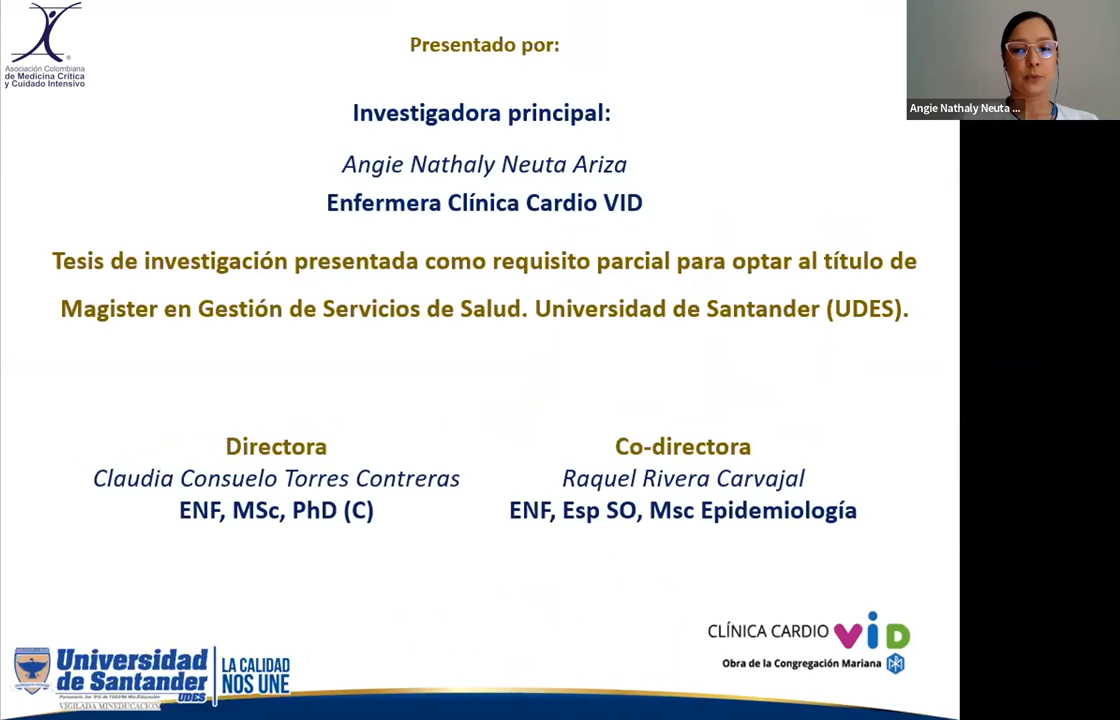 Asociación Colombiana
de Medicina Crítica
y Cuidado Intensivo
Presentado por:
Angie Nathaly Neuta ...
Investigadora principal:
Angie Nathaly Neuta Ariza
Enfermera Clínica Cardio VID
Tesis de investigación presentada como requisito parcial para optar al título de
Magister en Gestión de Servicios de Salud. Universidad de Santander (UDES).
Directora
Claudia Consuelo Torres Contreras
ENF, MSc, PhD (C)
Co-directora
Raquel Rivera Carvajal
ENF, Esp SO, Msc Epidemiología
CLÍNICA CARDIO VID
Obra de la Congregación Mariana
Universidad
de Santander
UDES
VIGILADA MINEDUCACIÓN
LA CALIDAD
NOS UNE